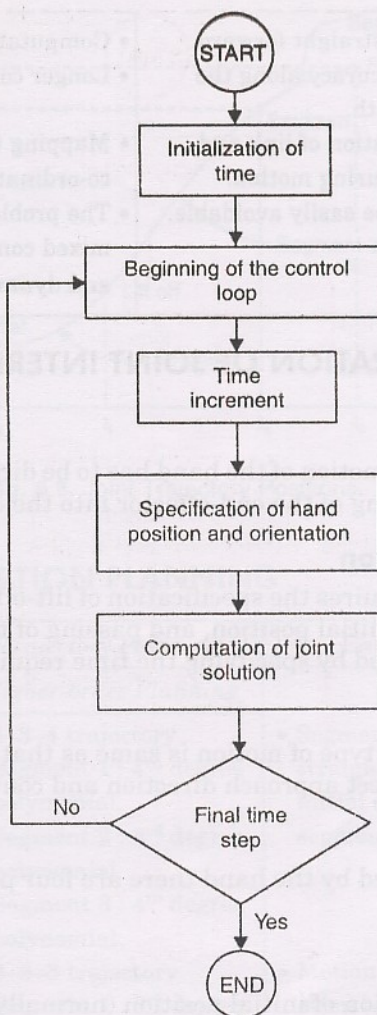 START
Initialization of
time
Beginning of the control
loop
Time
increment
Specification of hand
position and orientation
Computation of joint
solution
Final time
step
No
Yes
END